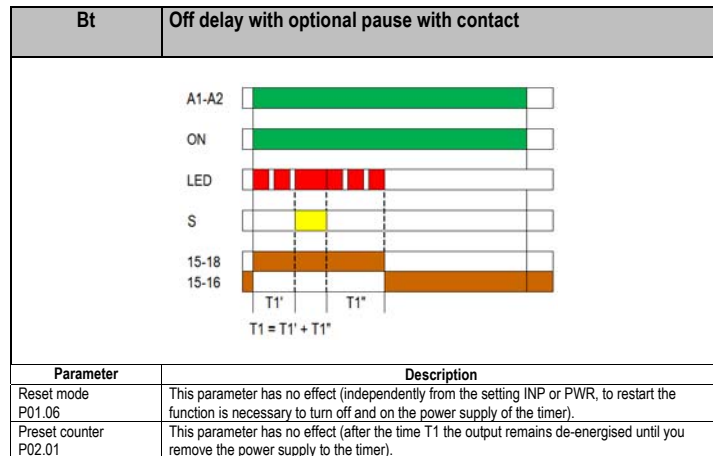 Bt
Off delay with optional pause with contact
A1-A2
ON
LED
S
15-18
15-16
T1' T1"
T1 = T1' + T1"
Parameter
Description
Reset mode
P01.06
This parameter has no effect (independently from the setting INP or PWR, to restart the
function is necessary to turn off and on the power supply of the timer).
Preset counter
P02.01
This parameter has no effect (after the time T1 the output remains de-energised until you
remove the power supply to the timer).